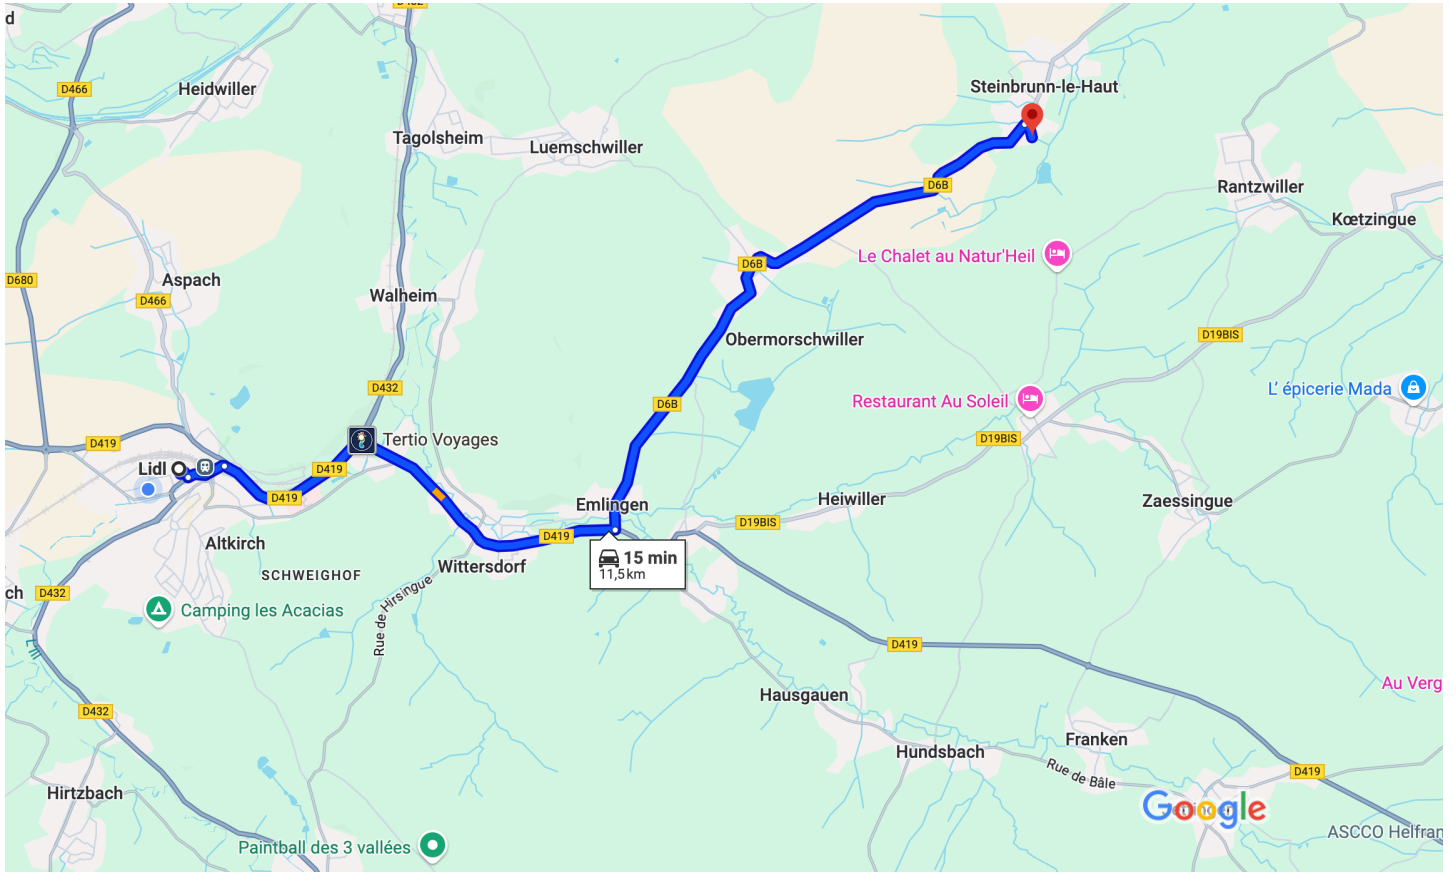 d
D466
Heidwiller
Tagolsheim
Luemschwiller
Steinbrunn-le-Haut
D6B
Rantzwiller
Kœtzingue
Le Chalet au Natur'Heil
D6B
D680
Aspach
D466
Walheim
Obermorschwiller
D19BIS
D432
L' épicerie Mada
D6B
Restaurant Au Soleil
D419
Tertio Voyages
D19BIS
Lidl
D419
D419
Emlingen
Heiwiller
Zaessingue
D19BIS
D419
Altkirch
Wittersdorf
15 min
11,5 km
SCHWEIGHOF
ch
D432
Camping les Acacias
Rue de Hirsingue
L'Ill
D419
Au Verg
Hausgauen
D432
Franken
Hundsbach
Rue de Bâle
D419
Hirtzbach
Google
ASCCO Helfran
Paintball des 3 vallées